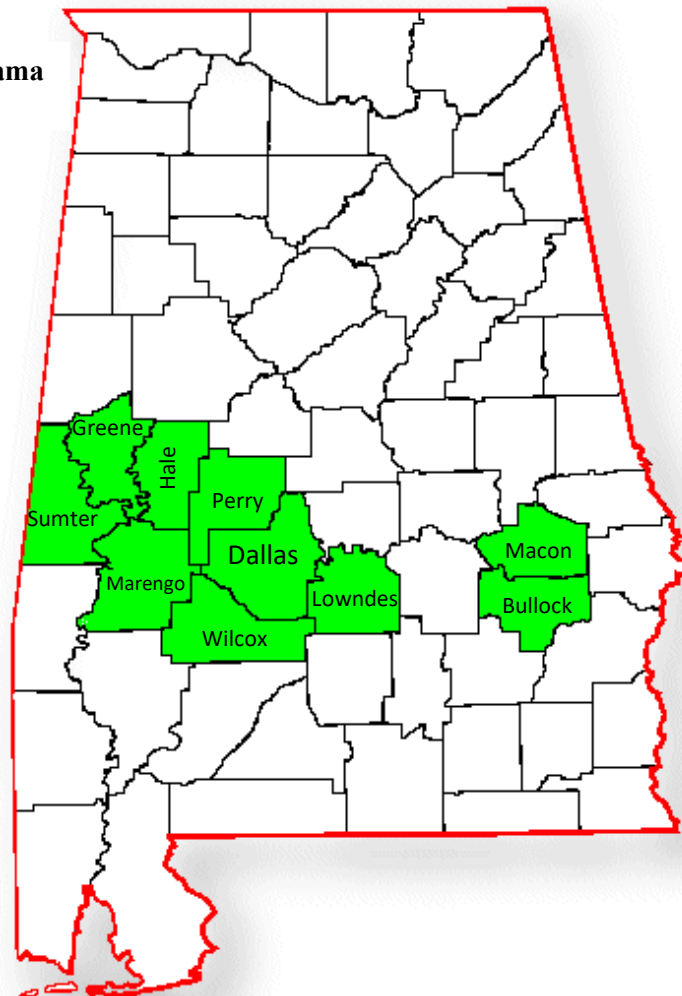 ama
Greene
Hale
Perry
Sumter
Dallas
Macon
Marengo
Lowndes
Bullock
Wilcox